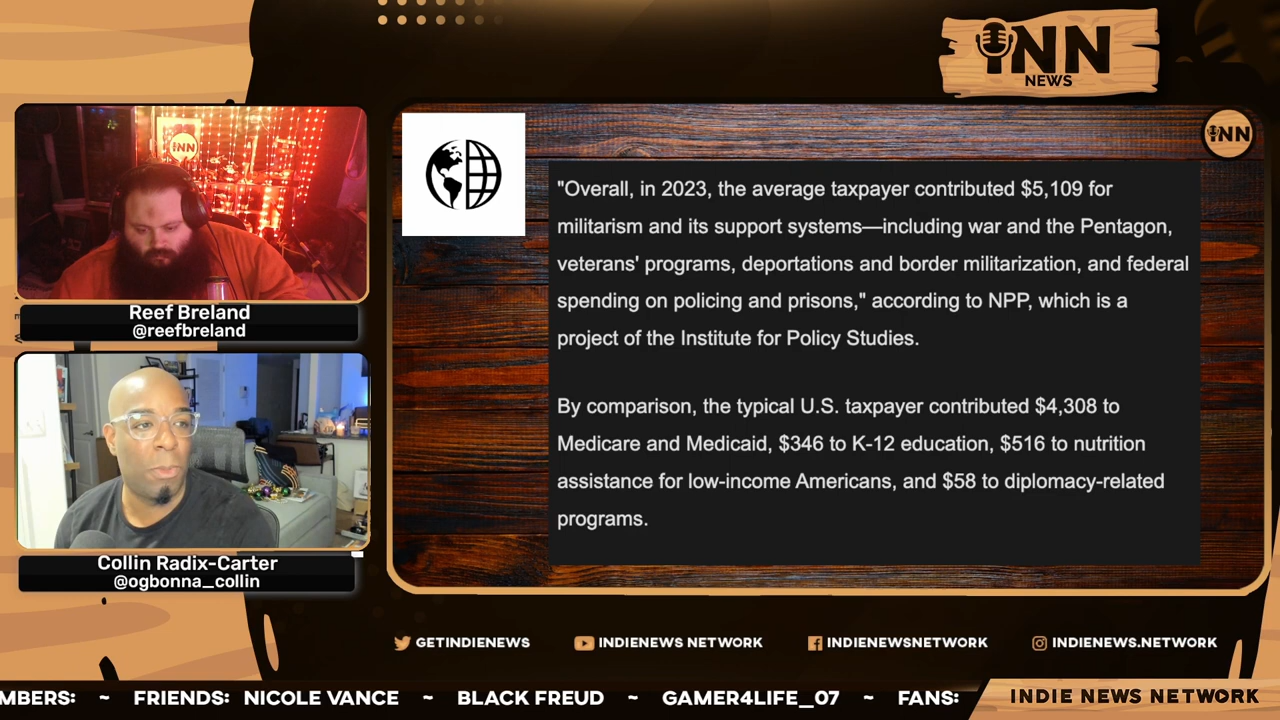 iNN
NEWS
iNN
iNN
Reef Breland
@reefbreland
Collin Radix-Carter
@ogbonna_collin
"Overall, in 2023, the average taxpayer contributed $5,109 for
militarism and its support systems—including war and the Pentagon,
veterans' programs, deportations and border militarization, and federal
spending on policing and prisons," according to NPP, which is a
project of the Institute for Policy Studies.
By comparison, the typical U.S. taxpayer contributed $4,308 to
Medicare and Medicaid, $346 to K-12 education, $516 to nutrition
assistance for low-income Americans, and $58 to diplomacy-related
programs.
GETINDIENEWS INDIENEWS NETWORK INDIENEWSNETWORK INDIENEWS.NETWORK
MBERS: ~ FRIENDS: NICOLE VANCE ~ BLACK FREUD ~ GAMER4LIFE_07 ~ FANS: INDIE NEWS NETWORK